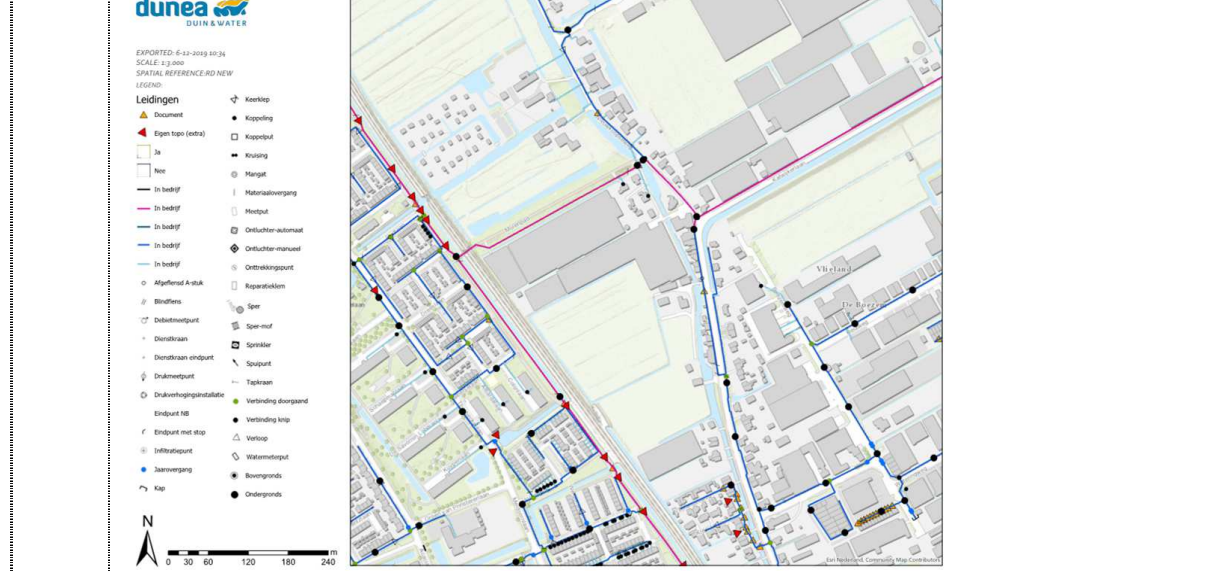 dunea
DUIN & WATER
EXPORTED: 6-12-2019 10:34
SCALE: 1:3.000
SPATIAL REFERENCE:RD NEW
LEGEND:
Leidingen
Document
Eigen topo (extra)
Ja
Nee
In bedrijf
In bedrijf
In bedrijf
In bedrijf
In bedrijf
Afgeflensd A-stuk
Blindflens
Debietmeetpunt
Dienstkraan
Dienstkraan eindpunt
Drukmeetpunt
Drukverhogingsinstallatie
Eindpunt NB
Eindpunt met stop
Infiltratiepunt
Jaarovergang
Kap
Keerklep
Koppeling
Koppelput
Kruising
Mangat
Materiaalovergang
Meetput
Ontluchter-automaat
Ontluchter-manueel
Onttrekkingspunt
Reparatieklem
Sper
Sper-mof
Sprinkler
Spuipunt
Tapkraan
Verbinding doorgaand
Verbinding knip
Verloop
Watermeterput
Bovengronds
Ondergronds
N
0 30 60 120 180 240 m
Vlieland
De Boezem
Esri Nederland, Community Map Contributors